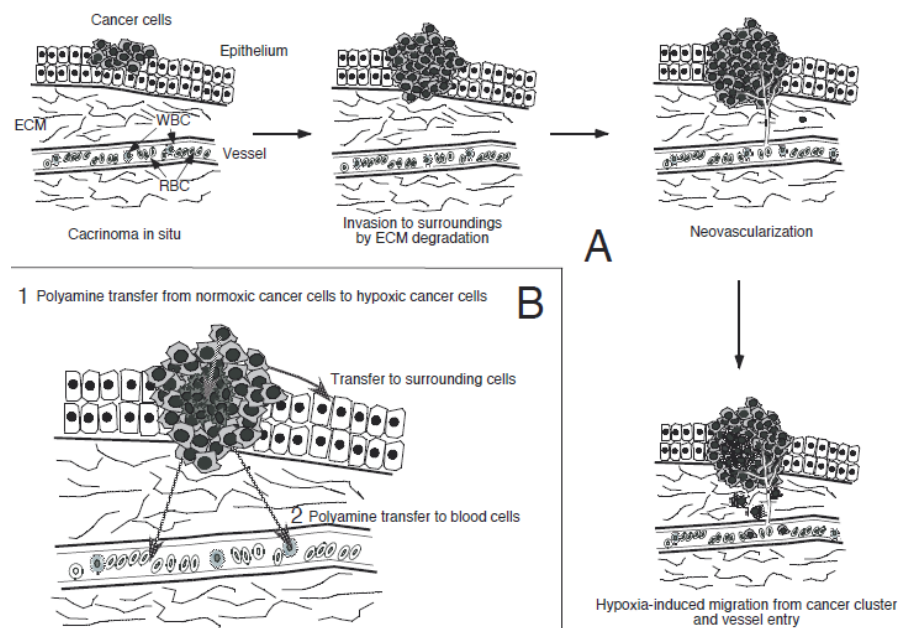 Cancer cells
Epithelium
ECM
WBC
Vessel
RBC
Cacrinoma in situ
Invasion to surroundings
by ECM degradation
Neovascularization
A
B
1 Polyamine transfer from normoxic cancer cells to hypoxic cancer cells
Transfer to surrounding cells
2 Polyamine transfer to blood cells
Hypoxia-induced migration from cancer cluster
and vessel entry